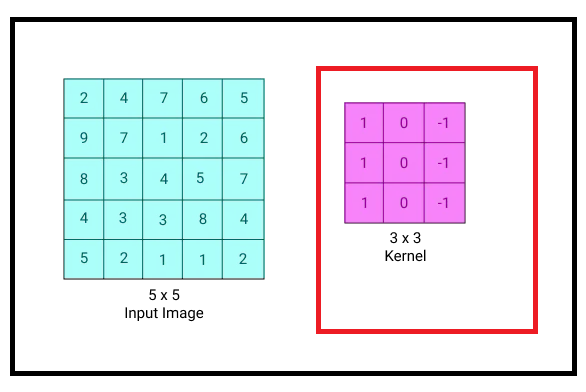 2 4 7 6 5
9 7 1 2 6
8 3 4 5 7
4 3 3 8 4
5 2 1 1 2
5 x 5
Input Image
1 0 -1
1 0 -1
1 0 -1
3 x 3
Kernel